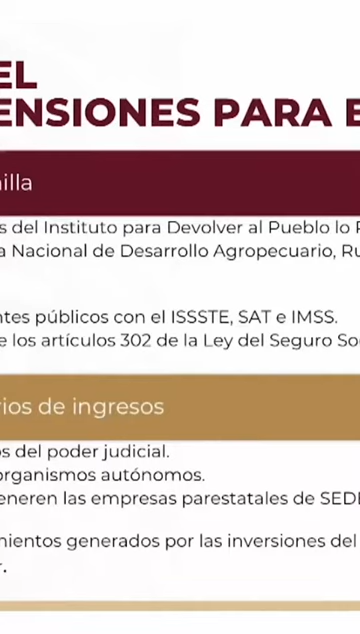 EL
ENSIONES PARA E
illa
s del Instituto para Devolver al Pueblo lo
a Nacional de Desarrollo Agropecuario, Ru
ntes públicos con el ISSSTE, SAT e IMSS.
e los artículos 302 de la Ley del Seguro So
rios de ingresos
os del poder judicial.
organismos autónomos.
eneren las empresas parestatales de SEDE
mientos generados por las inversiones del
r.